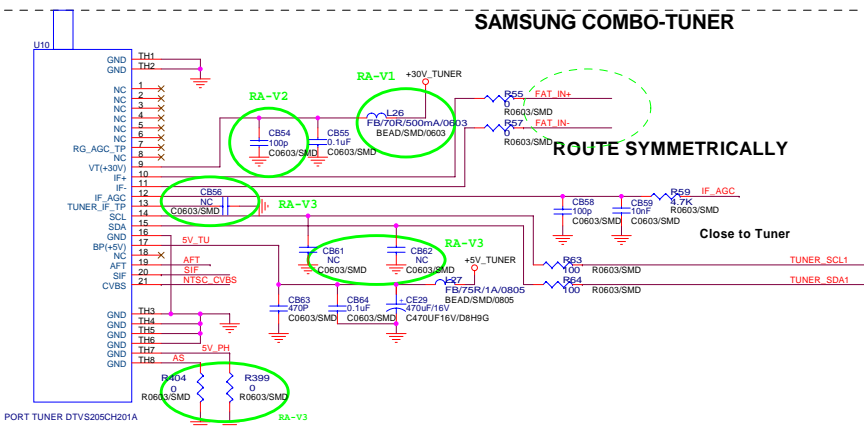 SAMSUNG COMBO-TUNER
U10
GND TH1
GND TH2
NC 1
NC 2
NC 3
NC 4
NC 5
NC 6
RG_AGC_TP 7
NC 8
VT(+30V) 9
IF+ 10
IF- 11
IF_AGC 12
TUNER_IF_TP 13
SCL 14
SDA 15
GND 16
BP(+5V) 17
NC 18
AFT 19
SIF 20
CVBS 21
GND TH3
GND TH4
GND TH5
GND TH6
GND TH7
GND TH8
PORT TUNER DTVS205CH201A
RA-V2
CB54
100p
C0603/SMD
CB55
0.1uF
C0603/SMD
RA-V1
+30V_TUNER
L26
FB/70R/500mA/0603
BEAD/SMD/0603
R55
0
R0603/SMD
FAT_IN+
R57
0
R0603/SMD
FAT_IN-
ROUTE SYMMETRICALLY
CB56
NC
C0603/SMD
RA-V3
CB58
100p
C0603/SMD
CB59
10nF
C0603/SMD
R59
4.7K
R0603/SMD
IF_AGC
Close to Tuner
5V_TU
CB61
NC
C0603/SMD
CB62
NC
C0603/SMD
RA-V3
+5V_TUNER
L27
FB/75R/1A/0805
BEAD/SMD/0805
R63
100
R0603/SMD
TUNER_SCL1
R64
100
R0603/SMD
TUNER_SDA1
AFT
SIF
NTSC_CVBS
CB63
470P
C0603/SMD
CB64
0.1uF
C0603/SMD
+
CE29
470uF/16V
C470UF16V/D8H9G
5V_PH
AS
R404
0
R0603/SMD
R399
0
R0603/SMD
RA-V3